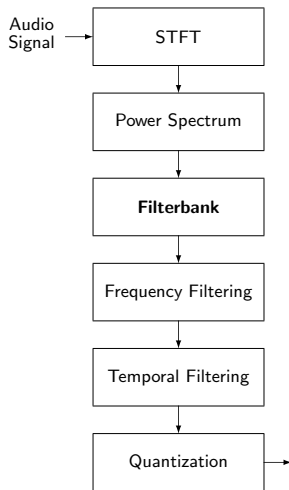 Audio
Signal
STFT
Power Spectrum
Filterbank
Frequency Filtering
Temporal Filtering
Quantization